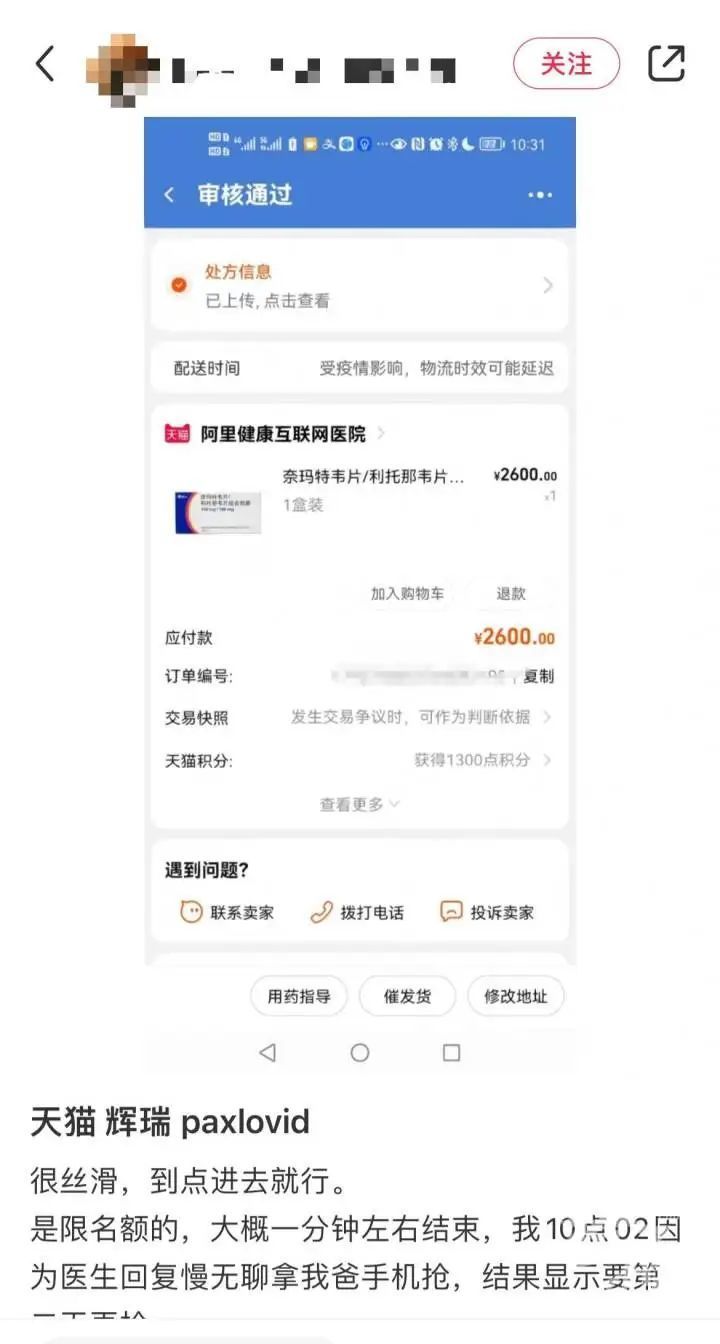 关注
10:31
审核通过
处方信息
已上传,点击查看
配送时间 受疫情影响，物流时效可能延迟
天猫 阿里健康互联网医院
奈玛特韦片/利托那韦片... ¥2600.00
1盒装 x1
加入购物车 退款
应付款 ¥2600.00
订单编号: 复制
交易快照 发生交易争议时，可作为判断依据
天猫积分: 获得1300点积分
查看更多
遇到问题?
联系卖家 拨打电话 投诉卖家
用药指导 催发货 修改地址
天猫 辉瑞 paxlovid
很丝滑，到点进去就行。
是限名额的，大概一分钟左右结束，我10点02因
为医生回复慢无聊拿我爸手机抢，结果显示要第